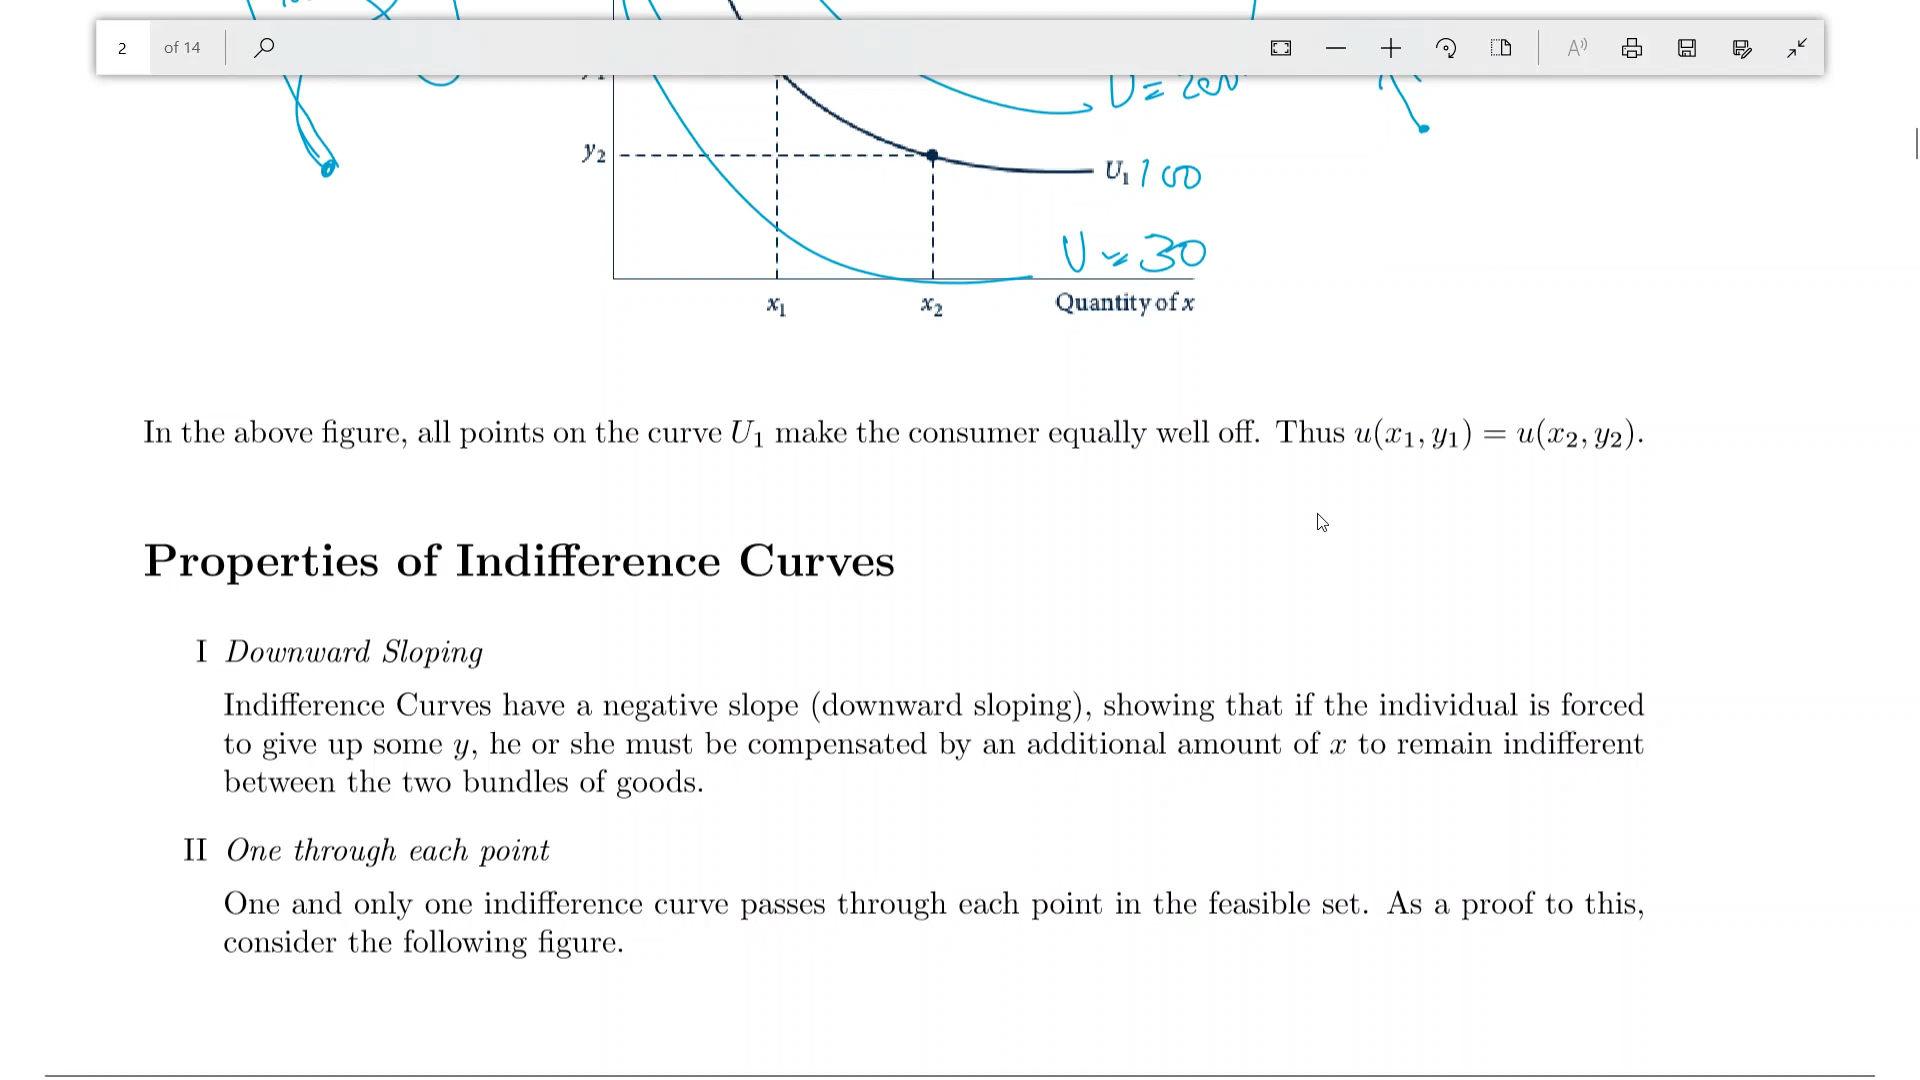 2 of 14
U = 200
y₂
U₁ 100
U = 30
x₁ x₂ Quantity of x
In the above figure, all points on the curve U₁ make the consumer equally well off. Thus u(x₁, y₁) = u(x₂, y₂).
Properties of Indifference Curves
I Downward Sloping
Indifference Curves have a negative slope (downward sloping), showing that if the individual is forced
to give up some y, he or she must be compensated by an additional amount of x to remain indifferent
between the two bundles of goods.
II One through each point
One and only one indifference curve passes through each point in the feasible set. As a proof to this,
consider the following figure.